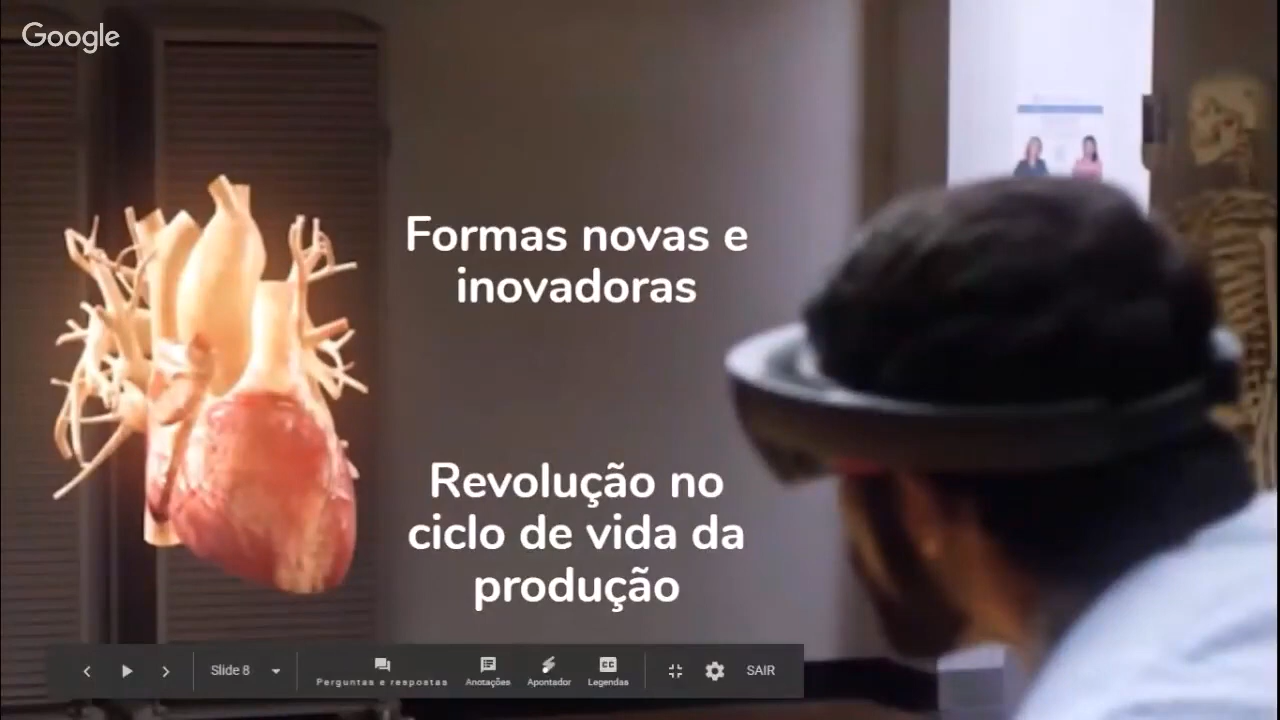 Google
Formas novas e
inovadoras
Revolução no
ciclo de vida da
produção
Slide 8
Perguntas e respostas
Anotações
Apontador
CC
Legendas
SAIR